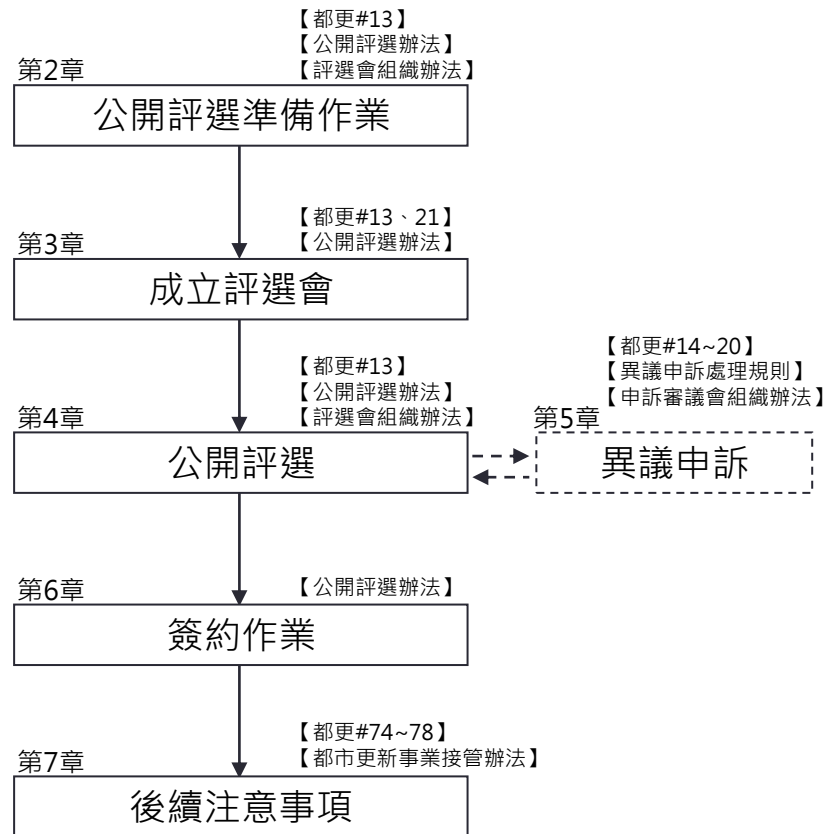 【都更#13】
【公開評選辦法】
【評選會組織辦法】
第2章
公開評選準備作業
【都更#13、21】
【公開評選辦法】
第3章
成立評選會
【都更#13】
【公開評選辦法】
【評選會組織辦法】
第4章
公開評選
【都更#14~20】
【異議申訴處理規則】
【申訴審議會組織辦法】
第5章
異議申訴
【公開評選辦法】
第6章
簽約作業
【都更#74~78】
【都市更新事業接管辦法】
第7章
後續注意事項